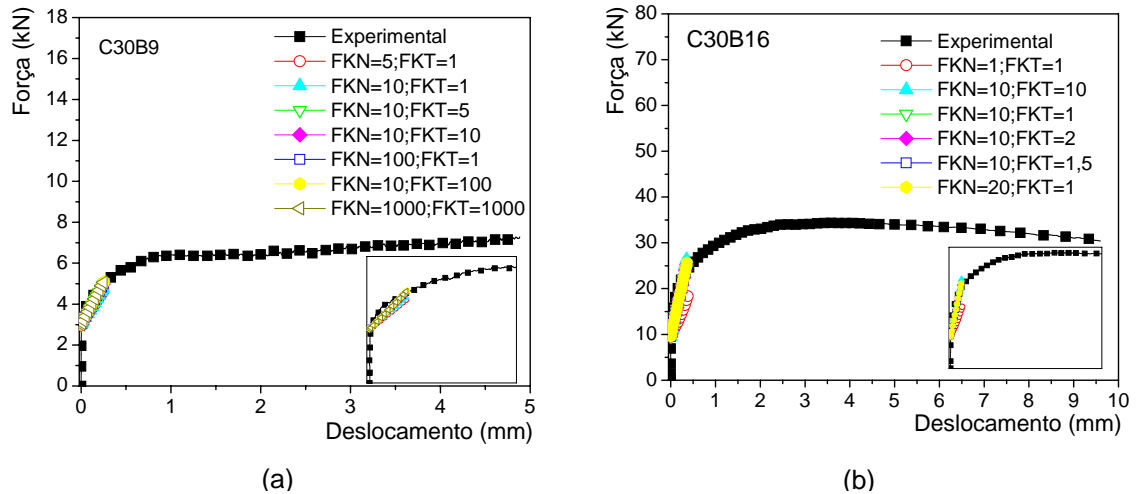 C30B9
Força (kN)
18
16
14
12
10
8
6
4
2
0
Experimental
FKN=5;FKT=1
FKN=10;FKT=1
FKN=10;FKT=5
FKN=10;FKT=10
FKN=100;FKT=1
FKN=10;FKT=100
FKN=1000;FKT=1000
0 1 2 3 4 5
Deslocamento (mm)
(a)
C30B16
Força (kN)
80
70
60
50
40
30
20
10
0
Experimental
FKN=1;FKT=1
FKN=10;FKT=10
FKN=10;FKT=1
FKN=10;FKT=2
FKN=10;FKT=1,5
FKN=20;FKT=1
0 1 2 3 4 5 6 7 8 9 10
Deslocamento (mm)
(b)